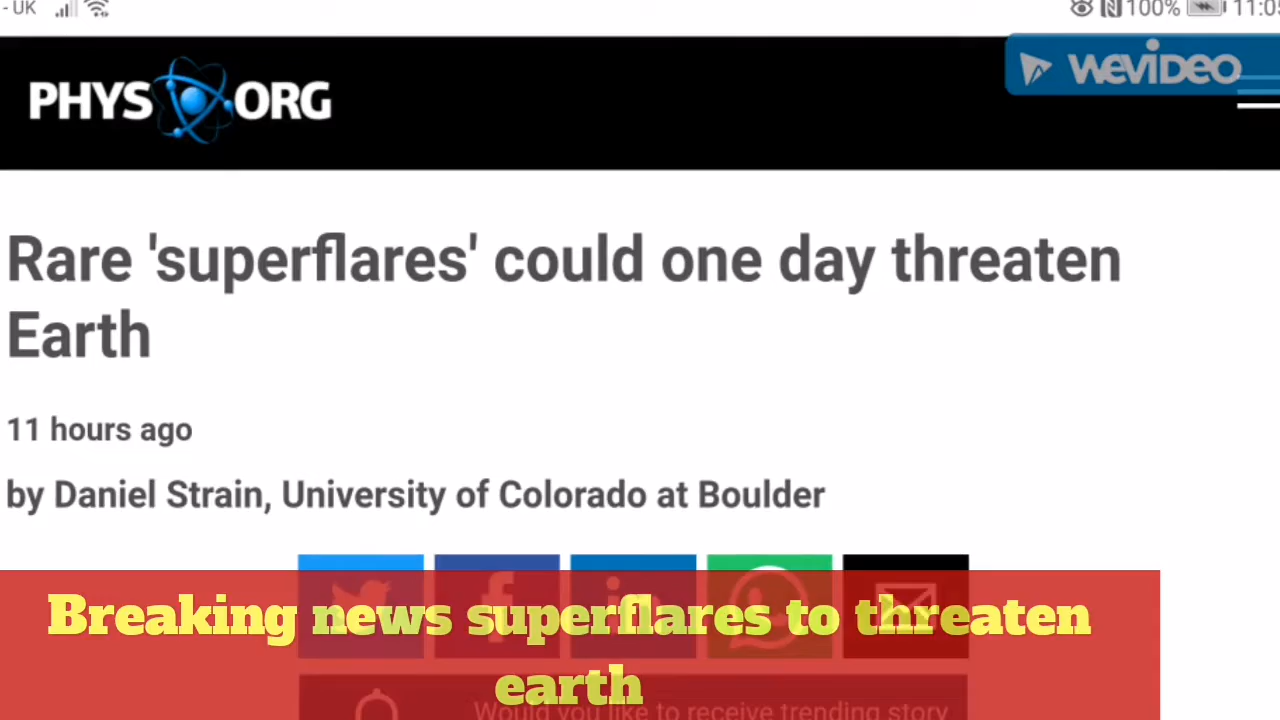 - UK 100% 11:05
WEVIDEO
PHYS ORG
Rare 'superflares' could one day threaten
Earth
11 hours ago
by Daniel Strain, University of Colorado at Boulder
Breaking news superflares to threaten
earth
Would you like to receive trending story